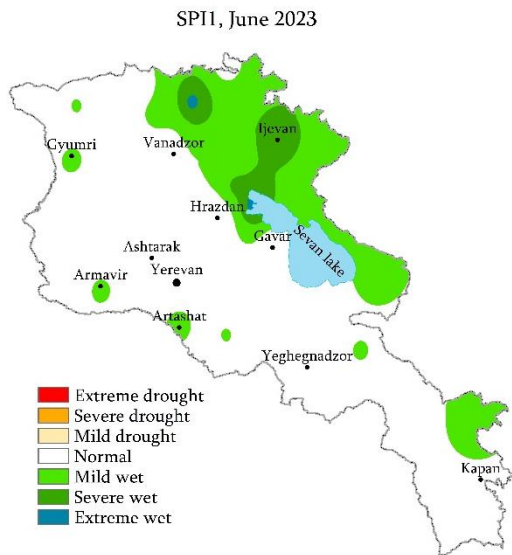 SPI1, June 2023
Ijevan
Gyumri
Vanadzor
Hrazdan
Gavar
Sevan lake
Ashtarak
Yerevan
Armavir
Artashat
Yeghegnadzor
Kapan
Extreme drought
Severe drought
Mild drought
Normal
Mild wet
Severe wet
Extreme wet